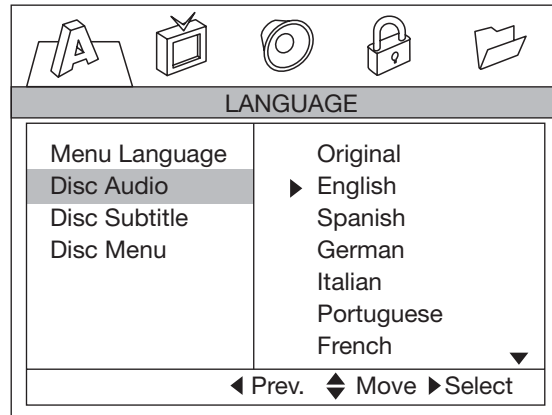 A
LANGUAGE
Menu Language
Disc Audio
Disc Subtitle
Disc Menu
Original
English
Spanish
German
Italian
Portuguese
French
Prev. Move Select